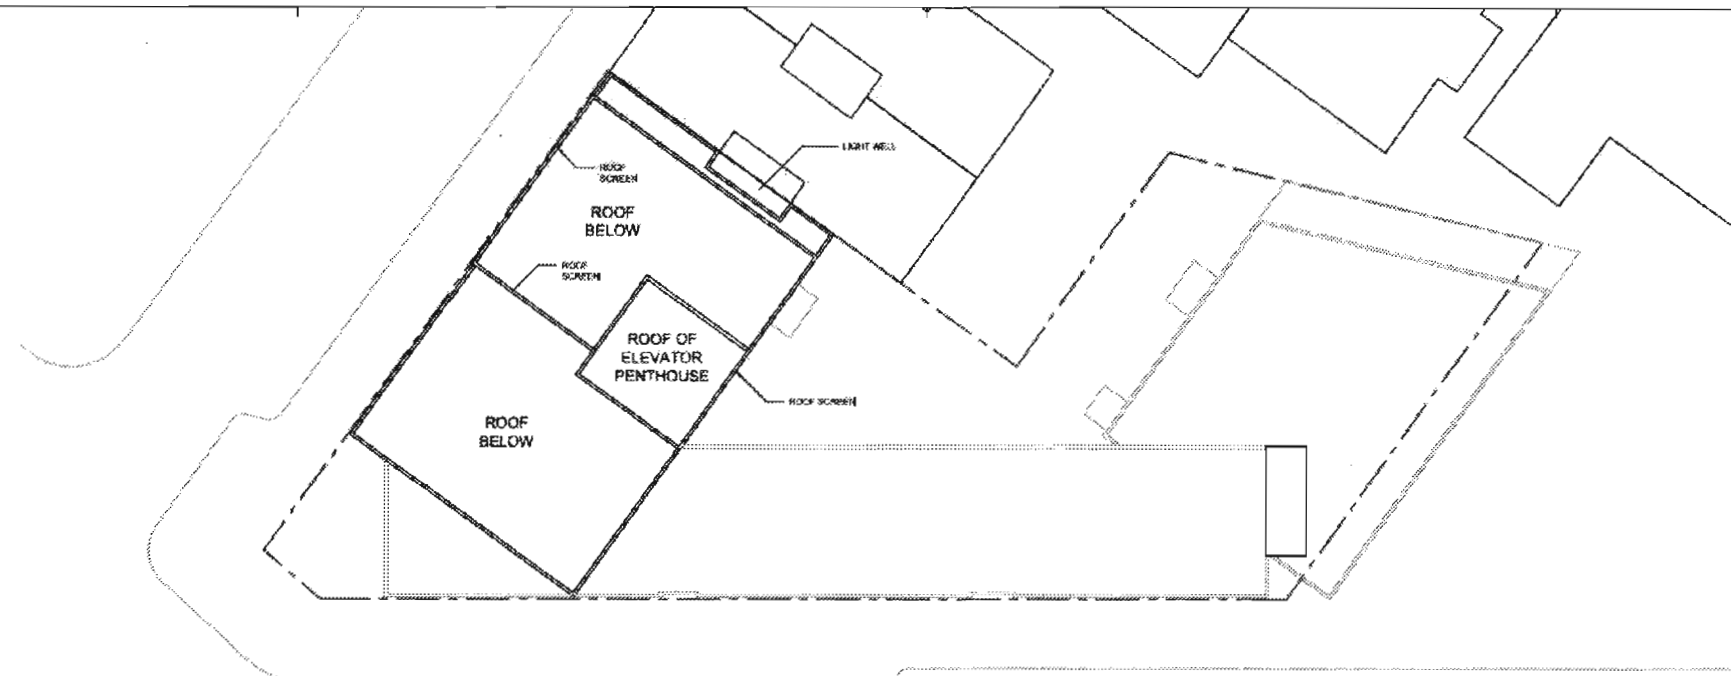 LIGHT WELL
ROOF
SCREEN
ROOF
BELOW
ROOF
SCREEN
ROOF OF
ELEVATOR
PENTHOUSE
ROOF SCREEN
ROOF
BELOW